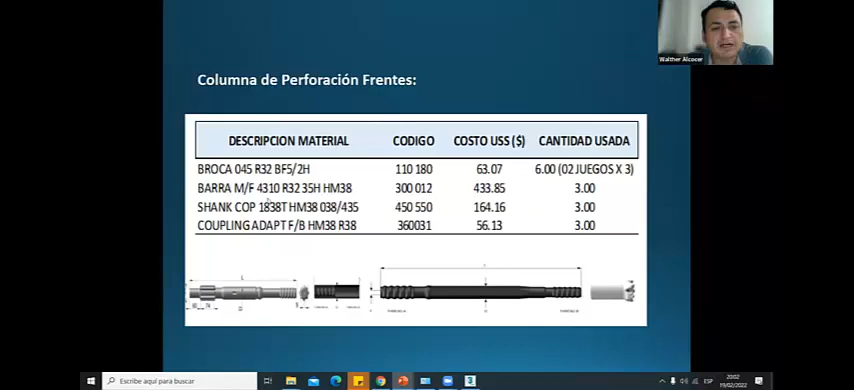 Walther Alcocer
Columna de Perforación Frentes:
DESCRIPCION MATERIAL CODIGO COSTO US$ ($) CANTIDAD USADA
BROCA 045 R32 BF5/2H 110 180 63.07 6.00 (02 JUEGOS X 3)
BARRA M/F 4310 R32 35H HM38 300 012 433.85 3.00
SHANK COP 1838T HM38 038/435 450 550 164.16 3.00
COUPLING ADAPT F/B HM38 R38 360031 56.13 3.00
L
D
Escribe aquí para buscar
ESP
20:02
19/02/2022